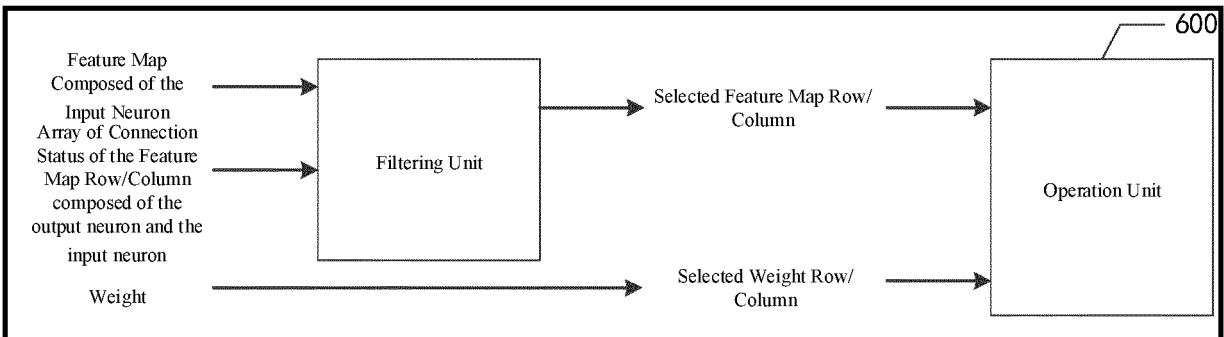 600
Feature Map
Composed of the
Input Neuron
Array of Connection
Status of the Feature
Map Row/Column
composed of the
output neuron and the
input neuron
Weight
Filtering Unit
Selected Feature Map Row/
Column
Selected Weight Row/
Column
Operation Unit